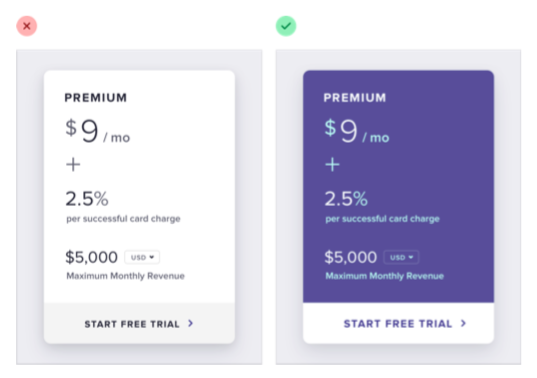 PREMIUM
$9 / mo
+
2.5%
per successful card charge
$5,000 USD
Maximum Monthly Revenue
START FREE TRIAL >
PREMIUM
$9 / mo
+
2.5%
per successful card charge
$5,000 USD
Maximum Monthly Revenue
START FREE TRIAL >